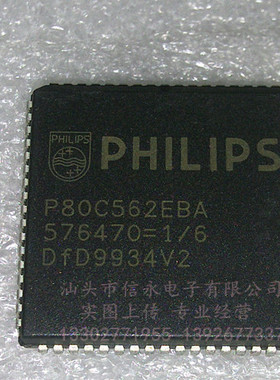 PHILIPS
PHILIPS
P80C562EBA
576470=1/6
DfD9934V2
汕头市信永电子有限公司
实图上传 专业经营